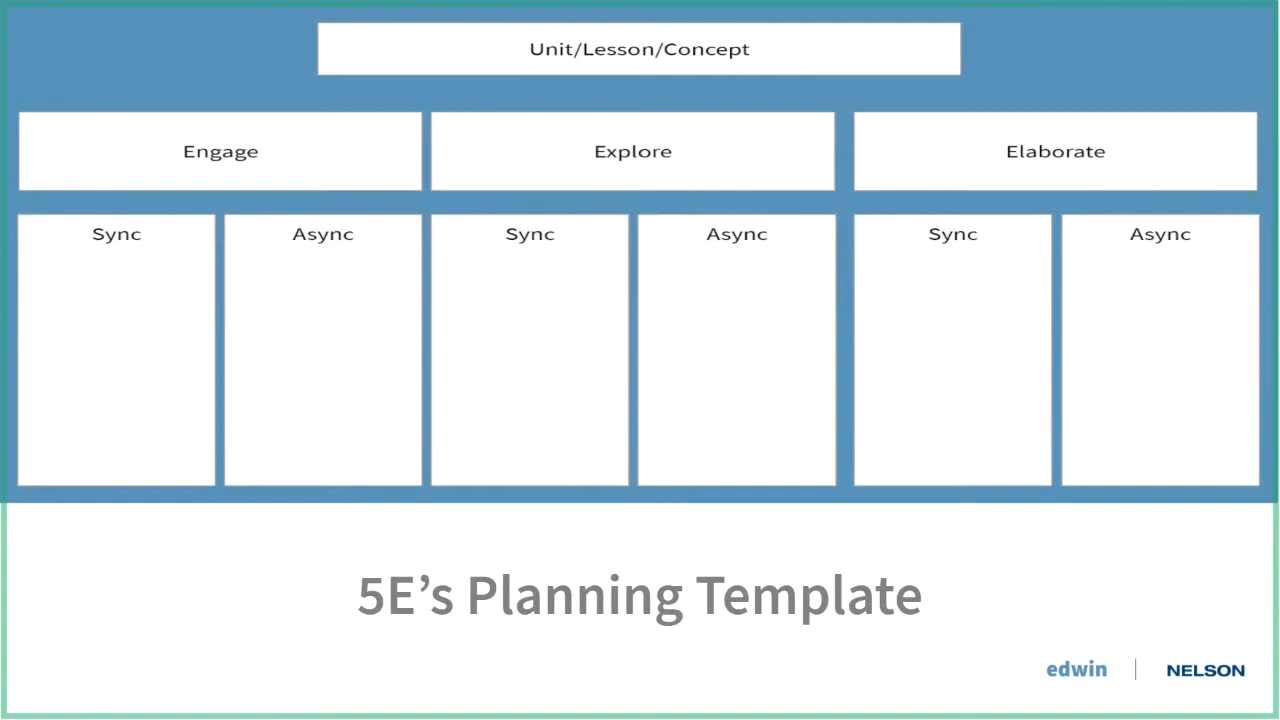 Unit/Lesson/Concept
Engage Explore Elaborate
Sync Async Sync Async Sync Async
5E’s Planning Template
edwin | NELSON